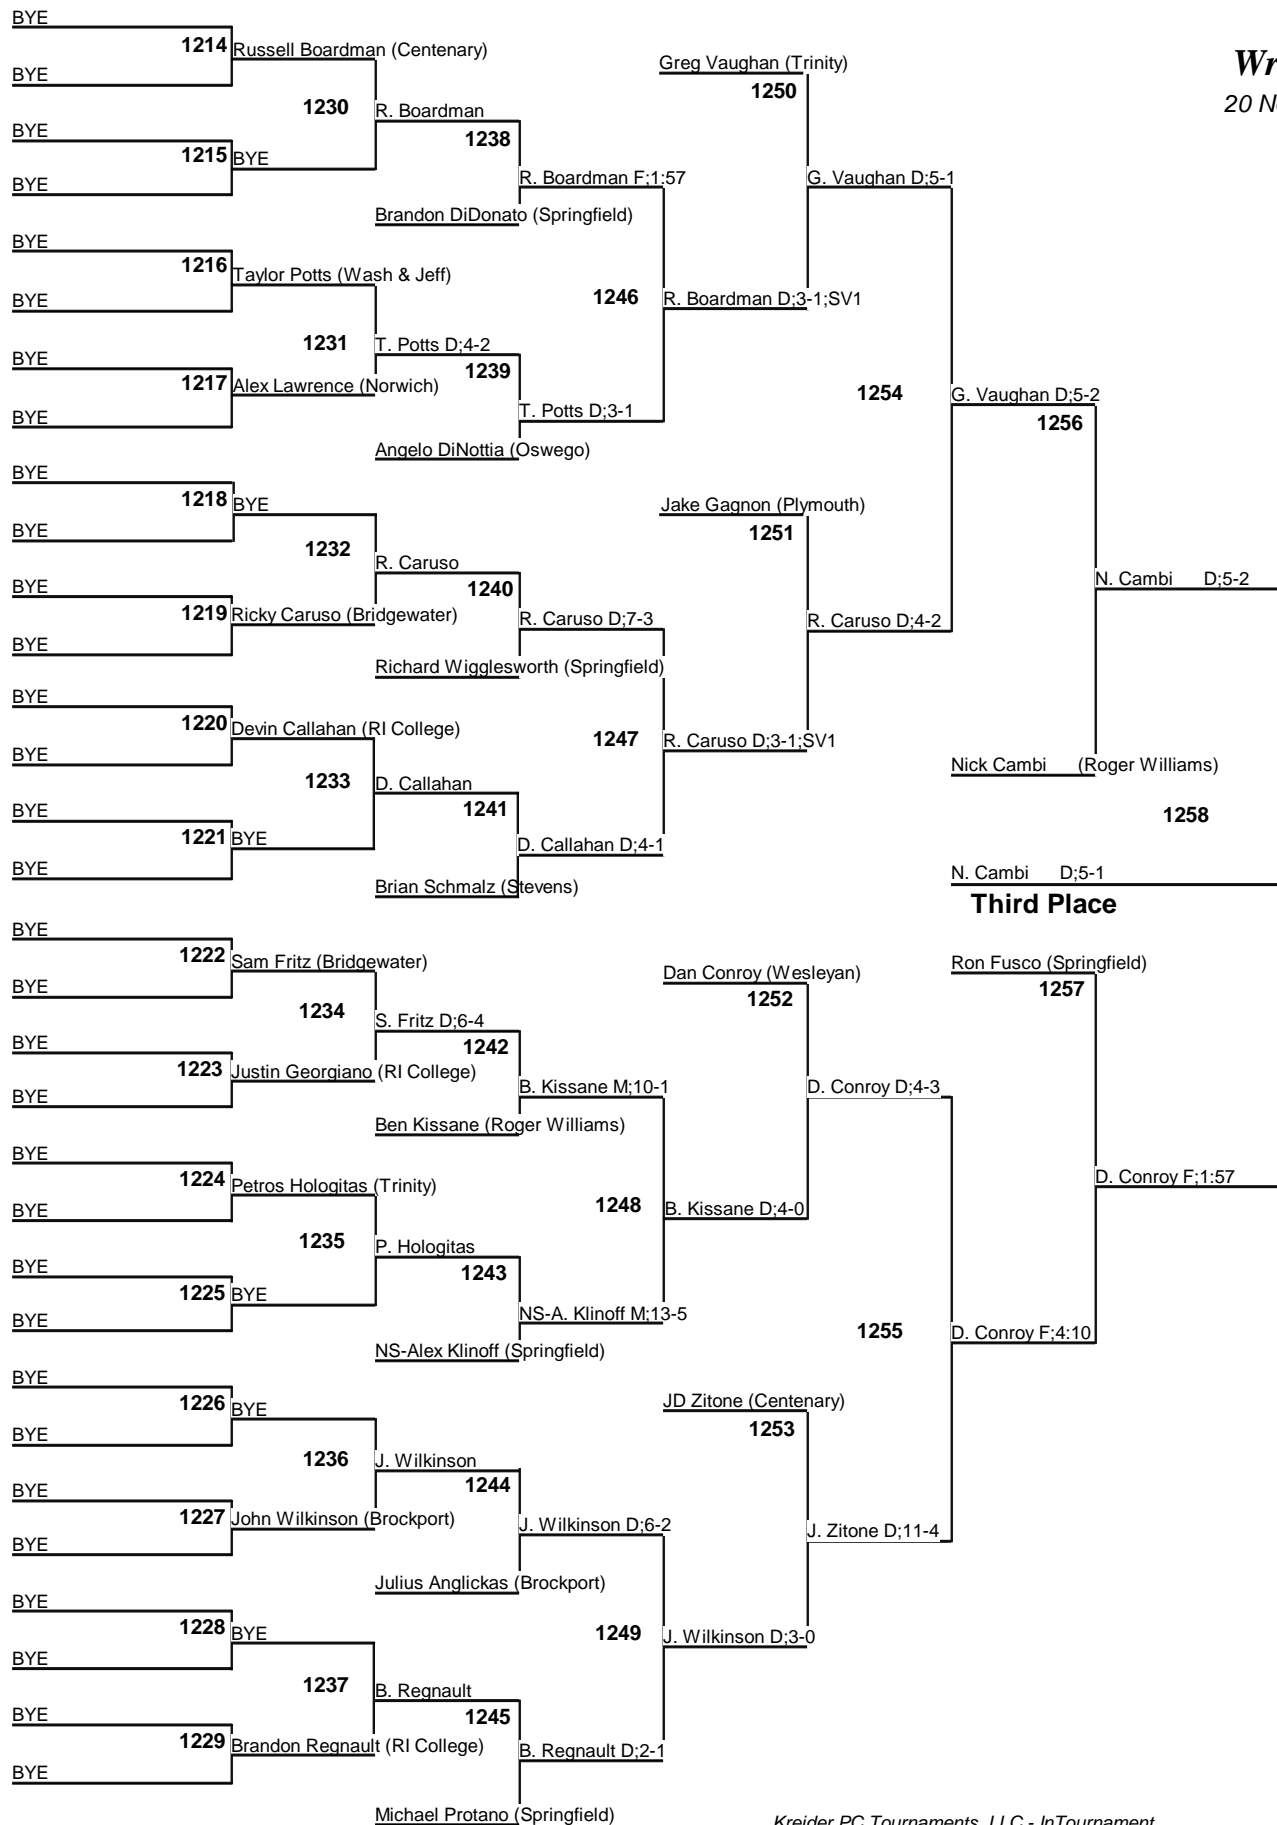 BYE
1214 Russell Boardman (Centenary)
BYE
Greg Vaughan (Trinity)
1250
1230
R. Boardman
BYE
1238
1215 BYE
BYE
R. Boardman F;1:57
G. Vaughan D;5-1
Brandon DiDonato (Springfield)
BYE
1216
Taylor Potts (Wash & Jeff)
BYE
1246
R. Boardman D;3-1;SV1
1231
T. Potts D;4-2
BYE
1239
1217 Alex Lawrence (Norwich)
BYE
T. Potts D;3-1
1254
G. Vaughan D;5-2
1256
Angelo DiNottia (Oswego)
BYE
1218 BYE
BYE
Jake Gagnon (Plymouth)
1251
1232
R. Caruso
BYE
1240
1219 Ricky Caruso (Bridgewater)
BYE
R. Caruso D;7-3
R. Caruso D;4-2
N. Cambi D;5-2
Richard Wigglesworth (Springfield)
BYE
1220 Devin Callahan (RI College)
BYE
1247
R. Caruso D;3-1;SV1
Nick Cambi (Roger Williams)
1233
D. Callahan
BYE
1241
1258
1221 BYE
D. Callahan D;4-1
BYE
Brian Schmalz (Stevens)
N. Cambi D;5-1
Third Place
BYE
1222 Sam Fritz (Bridgewater)
BYE
Dan Conroy (Wesleyan)
1252
Ron Fusco (Springfield)
1257
1234
S. Fritz D;6-4
BYE
1242
1223 Justin Georgiano (RI College)
BYE
B. Kissane M;10-1
D. Conroy D;4-3
Ben Kissane (Roger Williams)
BYE
1224 Petros Hologitas (Trinity)
BYE
1248
B. Kissane D;4-0
D. Conroy F;1:57
1235
P. Hologitas
BYE
1243
1225 BYE
BYE
NS-A. Klinoff M;13-5
1255
D. Conroy F;4:10
NS-Alex Klinoff (Springfield)
BYE
1226 BYE
BYE
JD Zitone (Centenary)
1253
1236
J. Wilkinson
BYE
1244
1227 John Wilkinson (Brockport)
BYE
J. Wilkinson D;6-2
J. Zitone D;11-4
Julius Anglickas (Brockport)
BYE
1228 BYE
BYE
1249
J. Wilkinson D;3-0
1237
B. Regnault
BYE
1245
1229 Brandon Regnault (RI College)
BYE
B. Regnault D;2-1
Michael Protano (Springfield)
Kreider PC Tournaments, LLC - InTournament
Wr
20 N